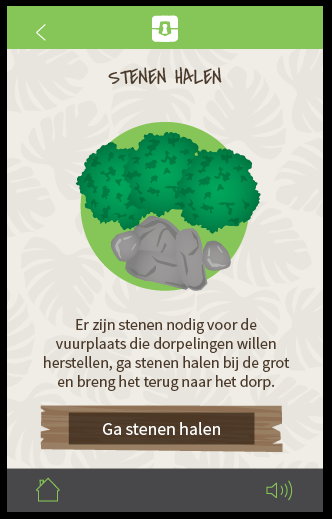 STENEN HALEN
Er zijn stenen nodig voor de
vuurplaats die dorpelingen willen
herstellen, ga stenen halen bij de grot
en breng het terug naar het dorp.
Ga stenen halen